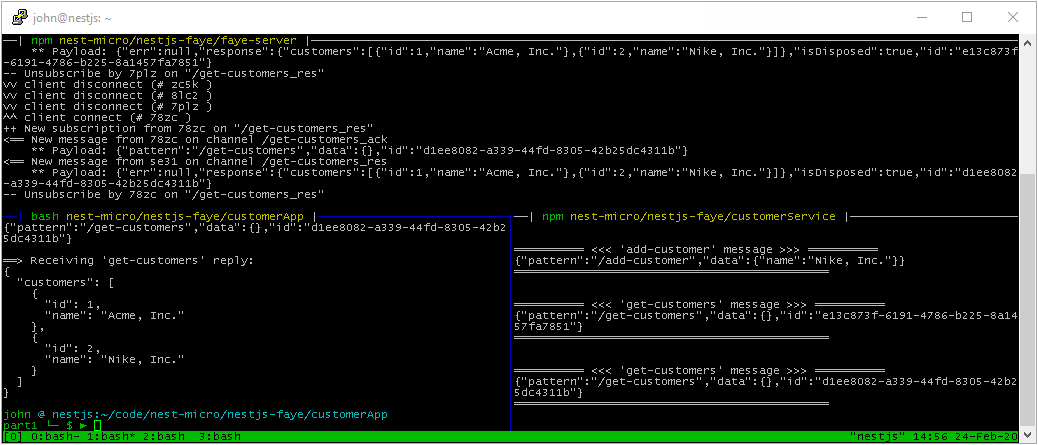 john@nestjs: ~
npm nest-micro/nestjs-faye/faye-server
** Payload: {"err":null,"response":{"customers":[{"id":1,"name":"Acme, Inc."},{"id":2,"name":"Nike, Inc."}]},"isDisposed":true,"id":"e13c873f
-6191-4786-b225-8a1457fa7851"}
-- Unsubscribe by 7plz on "/get-customers_res"
vv client disconnect (# zc5k )
vv client disconnect (# 8lc2 )
vv client disconnect (# 7plz )
^^ client connect (# 78zc )
++ New subscription from 78zc on "/get-customers_res"
<== New message from 78zc on channel /get-customers_ack
** Payload: {"pattern":"/get-customers","data":{},"id":"d1ee8082-a339-44fd-8305-42b25dc4311b"}
<== New message from se31 on channel /get-customers_res
** Payload: {"err":null,"response":{"customers":[{"id":1,"name":"Acme, Inc."},{"id":2,"name":"Nike, Inc."}]},"isDisposed":true,"id":"d1ee8082
-a339-44fd-8305-42b25dc4311b"}
-- Unsubscribe by 78zc on "/get-customers_res"
bash nest-micro/nestjs-faye/customerApp
{"pattern":"/get-customers","data":{},"id":"d1ee8082-a339-44fd-8305-42b2
5dc4311b"}
==> Receiving 'get-customers' reply:
{
"customers": [
{
"id": 1,
"name": "Acme, Inc."
},
{
"id": 2,
"name": "Nike, Inc."
}
]
}
john @ nestjs:~/code/nest-micro/nestjs-faye/customerApp
part1 └─ $ ►
npm nest-micro/nestjs-faye/customerService
========== <<< 'add-customer' message >>> ==========
{"pattern":"/add-customer","data":{"name":"Nike, Inc."}}
=============================================
========== <<< 'get-customers' message >>> ==========
{"pattern":"/get-customers","data":{},"id":"e13c873f-6191-4786-b225-8a14
57fa7851"}
=============================================
========== <<< 'get-customers' message >>> ==========
{"pattern":"/get-customers","data":{},"id":"d1ee8082-a339-44fd-8305-42b2
5dc4311b"}
=============================================
[0] 0:bash- 1:bash* 2:bash 3:bash "nestjs" 14:56 24-Feb-20